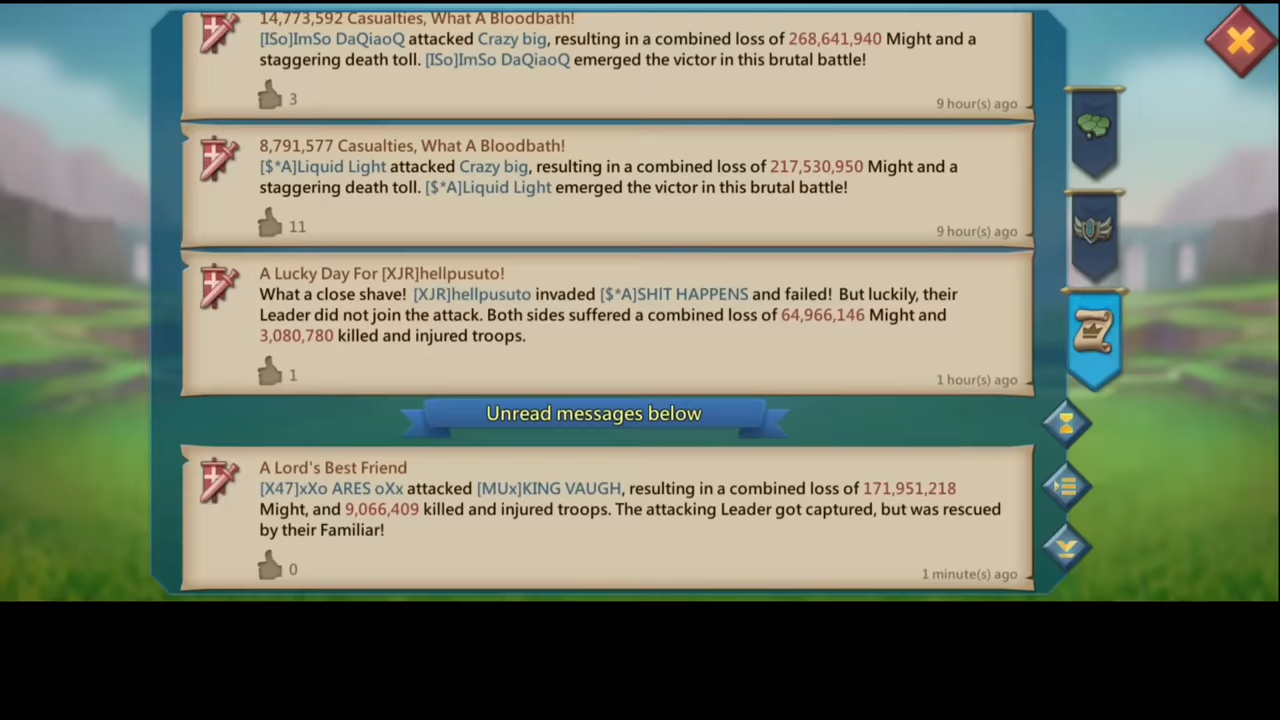 14,773,592 Casualties, What A Bloodbath!
[ISo]ImSo DaQiaoQ attacked Crazy big, resulting in a combined loss of 268,641,940 Might and a
staggering death toll. [ISo]ImSo DaQiaoQ emerged the victor in this brutal battle!
3
9 hour(s) ago
8,791,577 Casualties, What A Bloodbath!
[$*A]Liquid Light attacked Crazy big, resulting in a combined loss of 217,530,950 Might and a
staggering death toll. [$*A]Liquid Light emerged the victor in this brutal battle!
11
9 hour(s) ago
A Lucky Day For [XJR]hellpusuto!
What a close shave! [XJR]hellpusuto invaded [$*A]SHlT HAPPENS and failed! But luckily, their
Leader did not join the attack. Both sides suffered a combined loss of 64,966,146 Might and
3,080,780 killed and injured troops.
1
1 hour(s) ago
Unread messages below
A Lord's Best Friend
[X47]xXo ARES oXx attacked [MUx]KING VAUGH, resulting in a combined loss of 171,951,218
Might, and 9,066,409 killed and injured troops. The attacking Leader got captured, but was rescued
by their Familiar!
0
1 minute(s) ago